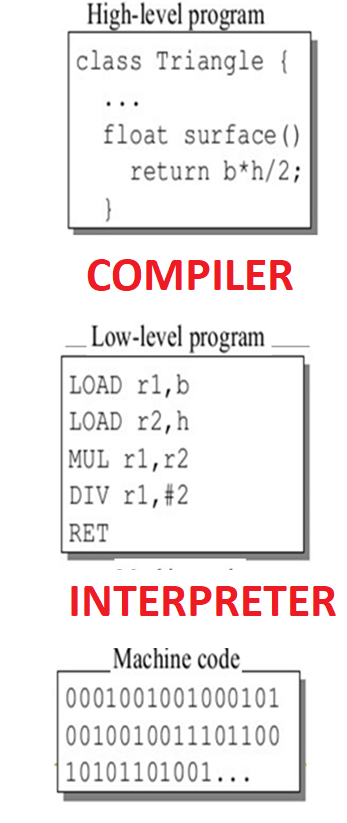 High-level program
class Triangle {
...
float surface()
return b*h/2;
}
COMPILER
Low-level program
LOAD r1,b
LOAD r2,h
MUL r1,r2
DIV r1,#2
RET
INTERPRETER
Machine code
0001001001000101
0010010011101100
10101101001...